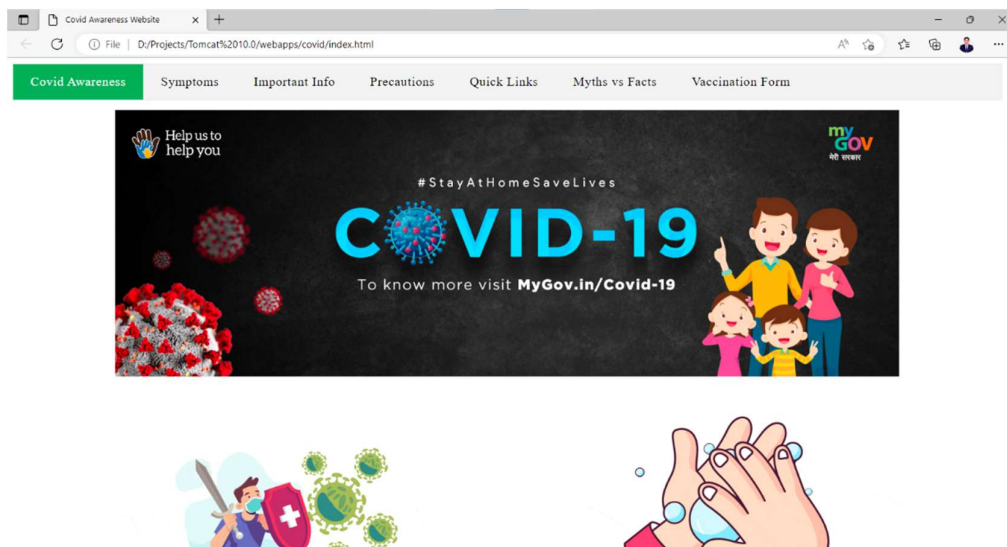 Covid Awareness Website
File | D:/Projects/Tomcat%2010.0/webapps/covid/index.html
Covid Awareness Symptoms Important Info Precautions Quick Links Myths vs Facts Vaccination Form
Help us to
help you
my
GOV
मेरी सरकार
#StayAtHomeSaveLives
COVID-19
To know more visit MyGov.in/Covid-19